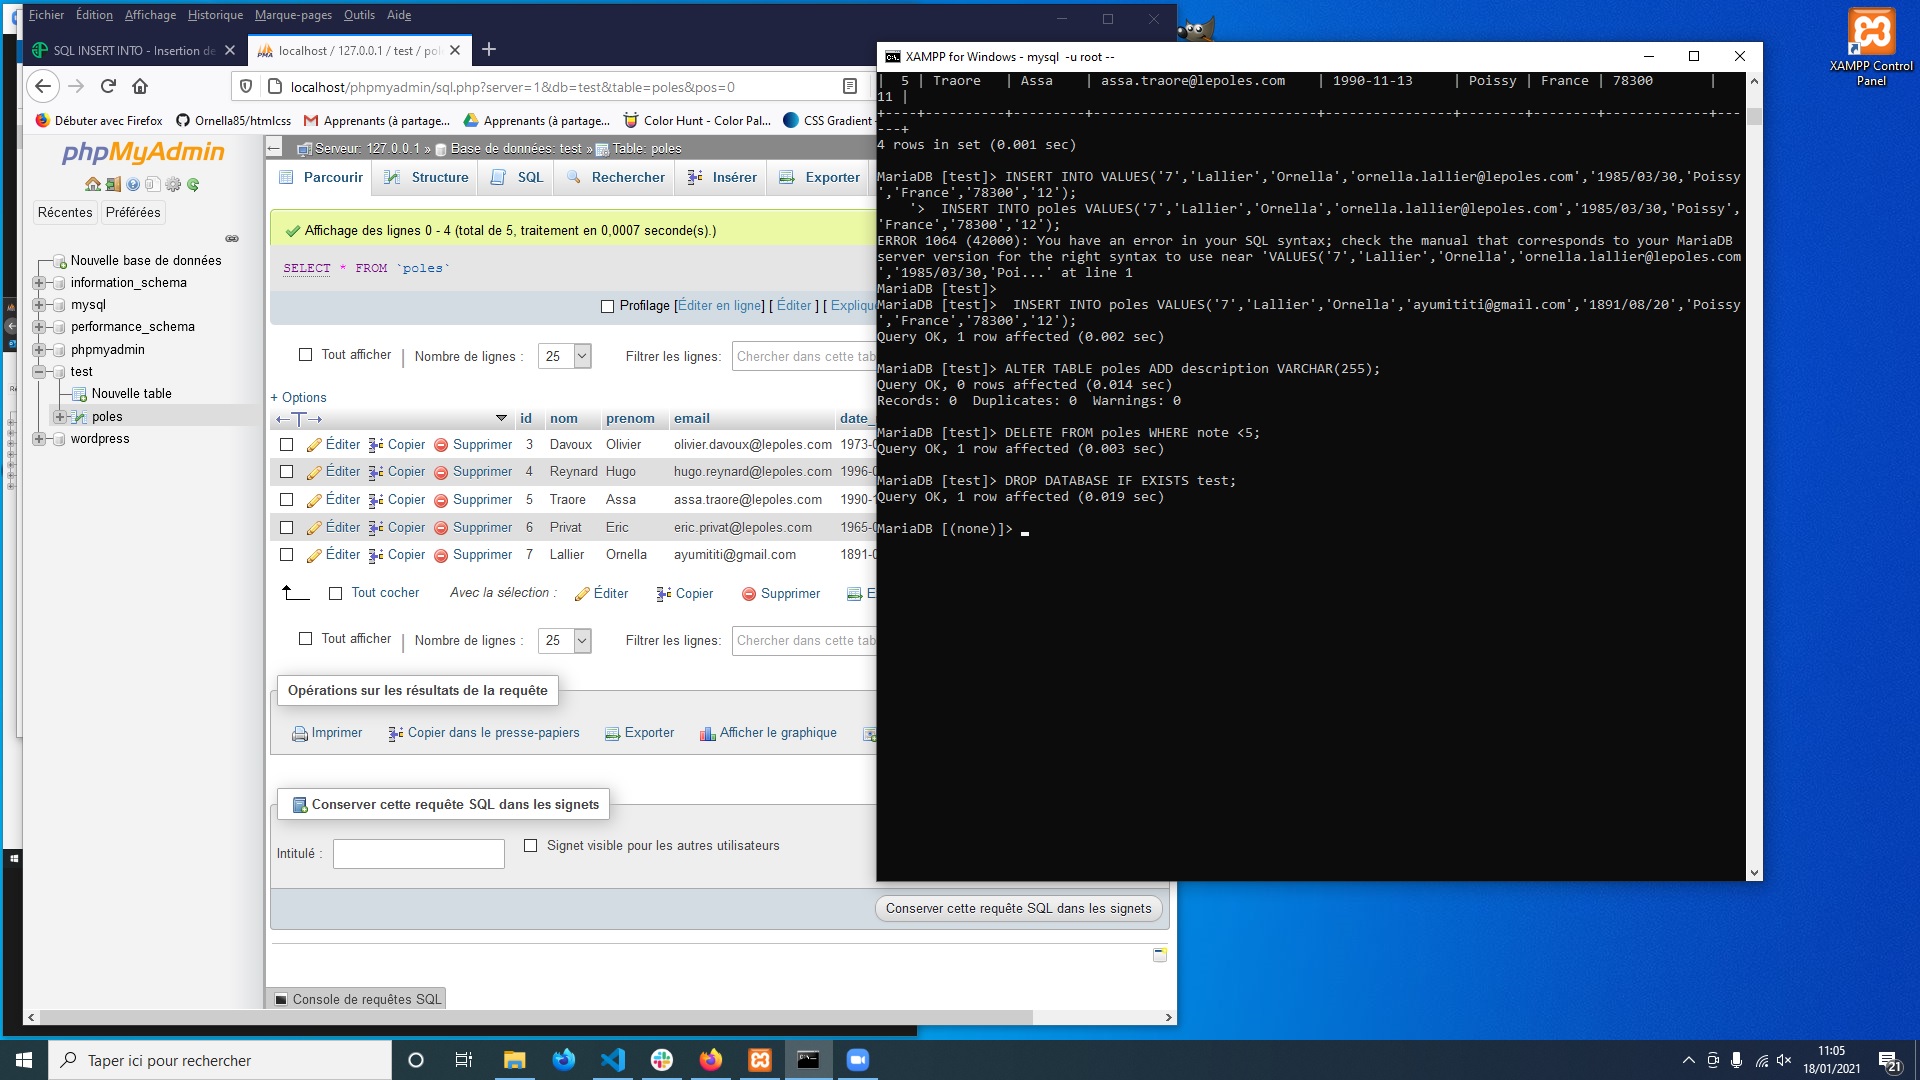 Fichier Édition Affichage Historique Marque-pages Outils Aide
SQL INSERT INTO - Insertion de
localhost / 127.0.0.1 / test / pol
localhost/phpmyadmin/sql.php?server=1&db=test&table=poles&pos=0
Débuter avec Firefox Ornella85/htmlcss Apprenants (à partage... Apprenants (à partage... Color Hunt - Color Pal... CSS Gradient
phpMyAdmin
Récentes Préférées
Nouvelle base de données
information_schema
mysql
performance_schema
phpmyadmin
test
Nouvelle table
poles
wordpress
Serveur: 127.0.0.1 » Base de données: test » Table: poles
Parcourir Structure SQL Rechercher Insérer Exporter
Affichage des lignes 0 - 4 (total de 5, traitement en 0,0007 seconde(s).)
SELECT * FROM `poles`
Profilage [Éditer en ligne] [ Éditer ] [ Explique
Tout afficher Nombre de lignes : 25 Filtrer les lignes: Chercher dans cette tab
+ Options
id nom prenom email date_
Éditer Copier Supprimer 3 Davoux Olivier olivier.davoux@lepoles.com 1973-0
Éditer Copier Supprimer 4 Reynard Hugo hugo.reynard@lepoles.com 1996-0
Éditer Copier Supprimer 5 Traore Assa assa.traore@lepoles.com 1990-1
Éditer Copier Supprimer 6 Privat Eric eric.privat@lepoles.com 1965-0
Éditer Copier Supprimer 7 Lallier Ornella ayumititi@gmail.com 1891-0
Tout cocher Avec la sélection : Éditer Copier Supprimer E
Tout afficher Nombre de lignes : 25 Filtrer les lignes: Chercher dans cette tab
Opérations sur les résultats de la requête
Imprimer Copier dans le presse-papiers Exporter Afficher le graphique
Conserver cette requête SQL dans les signets
Intitulé : Signet visible pour les autres utilisateurs
Conserver cette requête SQL dans les signets
Console de requêtes SQL
XAMPP for Windows - mysql -u root --
| 5 | Traore | Assa | assa.traore@lepoles.com | 1990-11-13 | Poissy | France | 78300 |
11 |
+----+----------+---------+----------------------------+----------------+--------+--------+-------------+---
---+
4 rows in set (0.001 sec)
MariaDB [test]> INSERT INTO VALUES('7','Lallier','Ornella','ornella.lallier@lepoles.com','1985/03/30,'Poissy
','France','78300','12');
'> INSERT INTO poles VALUES('7','Lallier','Ornella','ornella.lallier@lepoles.com','1985/03/30,'Poissy',
'France','78300','12');
ERROR 1064 (42000): You have an error in your SQL syntax; check the manual that corresponds to your MariaDB
server version for the right syntax to use near 'VALUES('7','Lallier','Ornella','ornella.lallier@lepoles.com
','1985/03/30,'Poi...' at line 1
MariaDB [test]>
MariaDB [test]> INSERT INTO poles VALUES('7','Lallier','Ornella','ayumititi@gmail.com','1891/08/20','Poissy
','France','78300','12');
Query OK, 1 row affected (0.002 sec)
MariaDB [test]> ALTER TABLE poles ADD description VARCHAR(255);
Query OK, 0 rows affected (0.014 sec)
Records: 0 Duplicates: 0 Warnings: 0
MariaDB [test]> DELETE FROM poles WHERE note <5;
Query OK, 1 row affected (0.003 sec)
MariaDB [test]> DROP DATABASE IF EXISTS test;
Query OK, 1 row affected (0.019 sec)
MariaDB [(none)]>
XAMPP Control
Panel
Taper ici pour rechercher
11:05
18/01/2021
21